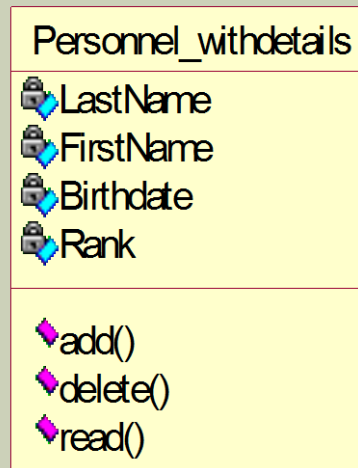 Personnel_withdetails
LastName
FirstName
Birthdate
Rank
add()
delete()
read()